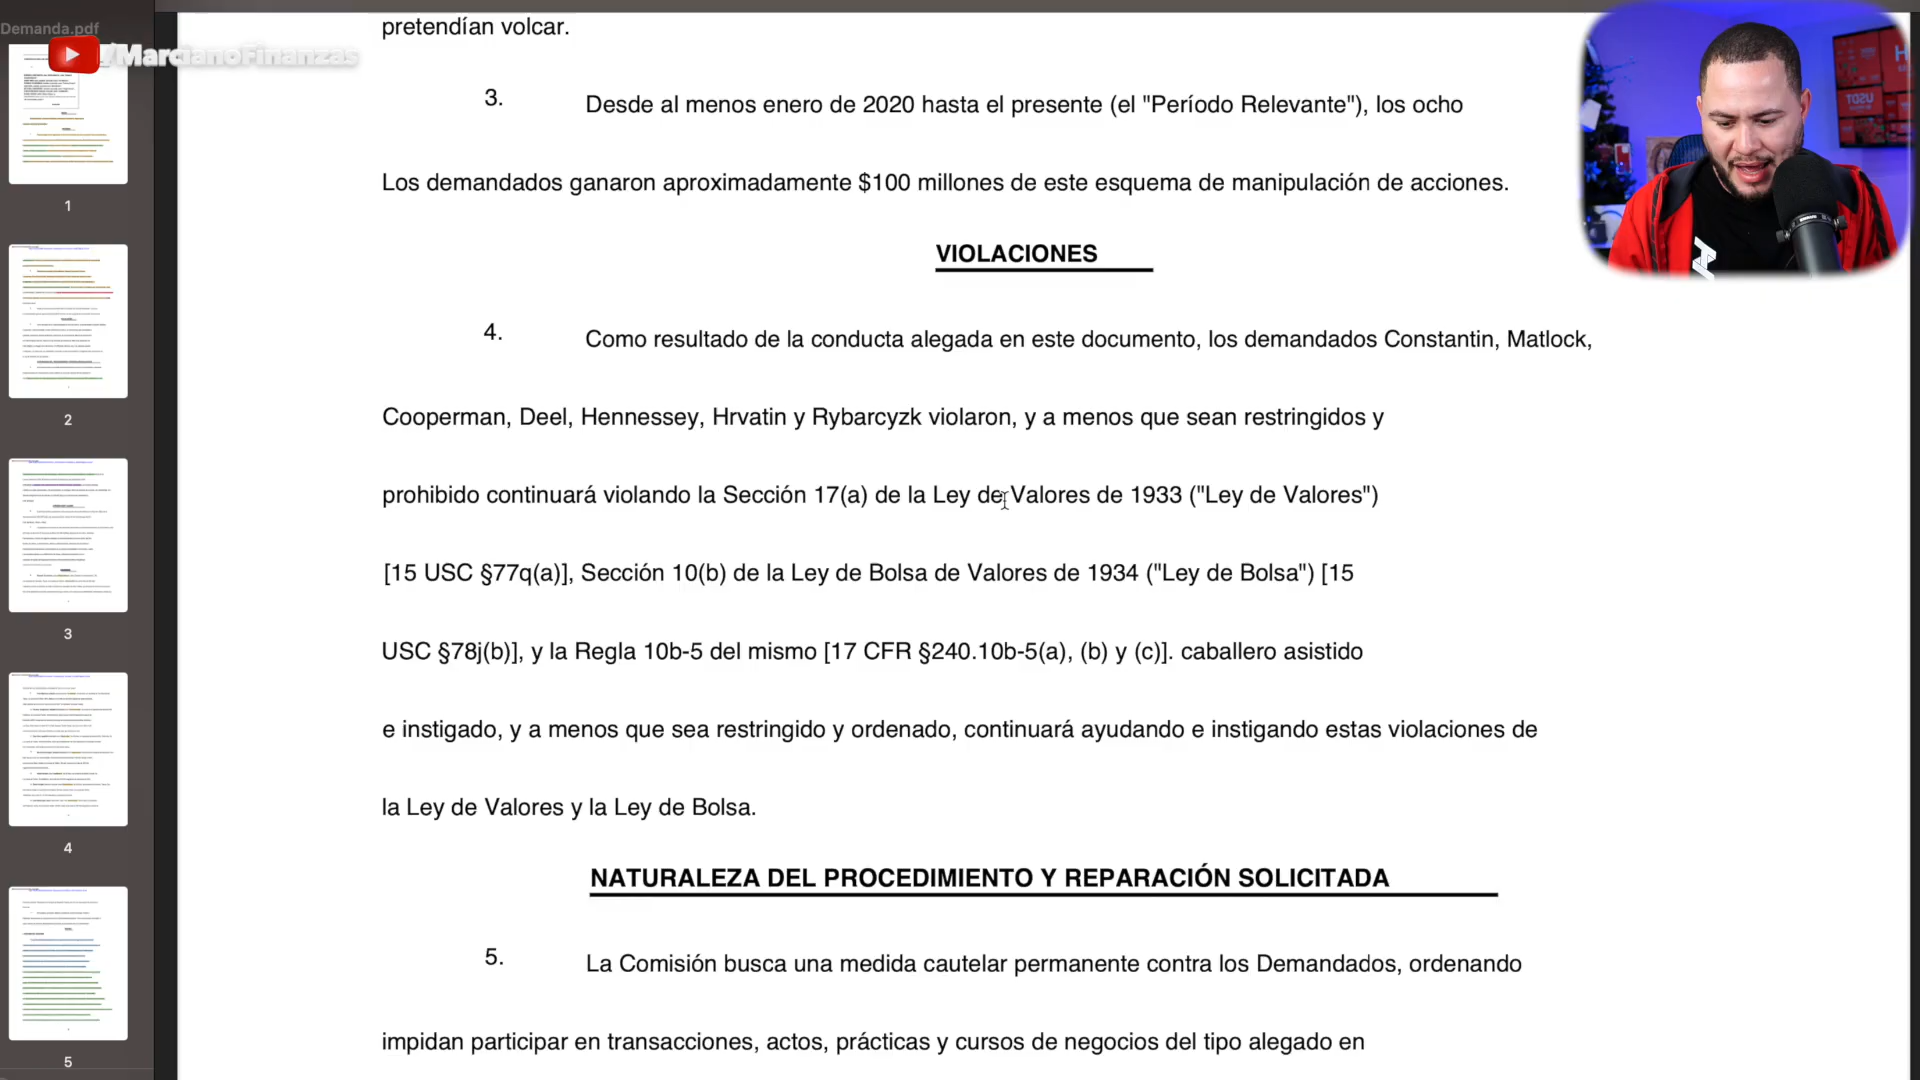 Demanda.pdf
/MarcianoFinanzas
1
2
3
4
5
pretendían volcar.
3. Desde al menos enero de 2020 hasta el presente (el "Período Relevante"), los ocho
Los demandados ganaron aproximadamente $100 millones de este esquema de manipulación de acciones.
VIOLACIONES
4. Como resultado de la conducta alegada en este documento, los demandados Constantin, Matlock,
Cooperman, Deel, Hennessey, Hrvatin y Rybarcyzk violaron, y a menos que sean restringidos y
prohibido continuará violando la Sección 17(a) de la Ley de Valores de 1933 ("Ley de Valores")
[15 USC §77q(a)], Sección 10(b) de la Ley de Bolsa de Valores de 1934 ("Ley de Bolsa") [15
USC §78j(b)], y la Regla 10b-5 del mismo [17 CFR §240.10b-5(a), (b) y (c)]. caballero asistido
e instigado, y a menos que sea restringido y ordenado, continuará ayudando e instigando estas violaciones de
la Ley de Valores y la Ley de Bolsa.
NATURALEZA DEL PROCEDIMIENTO Y REPARACIÓN SOLICITADA
5. La Comisión busca una medida cautelar permanente contra los Demandados, ordenando
impidan participar en transacciones, actos, prácticas y cursos de negocios del tipo alegado en